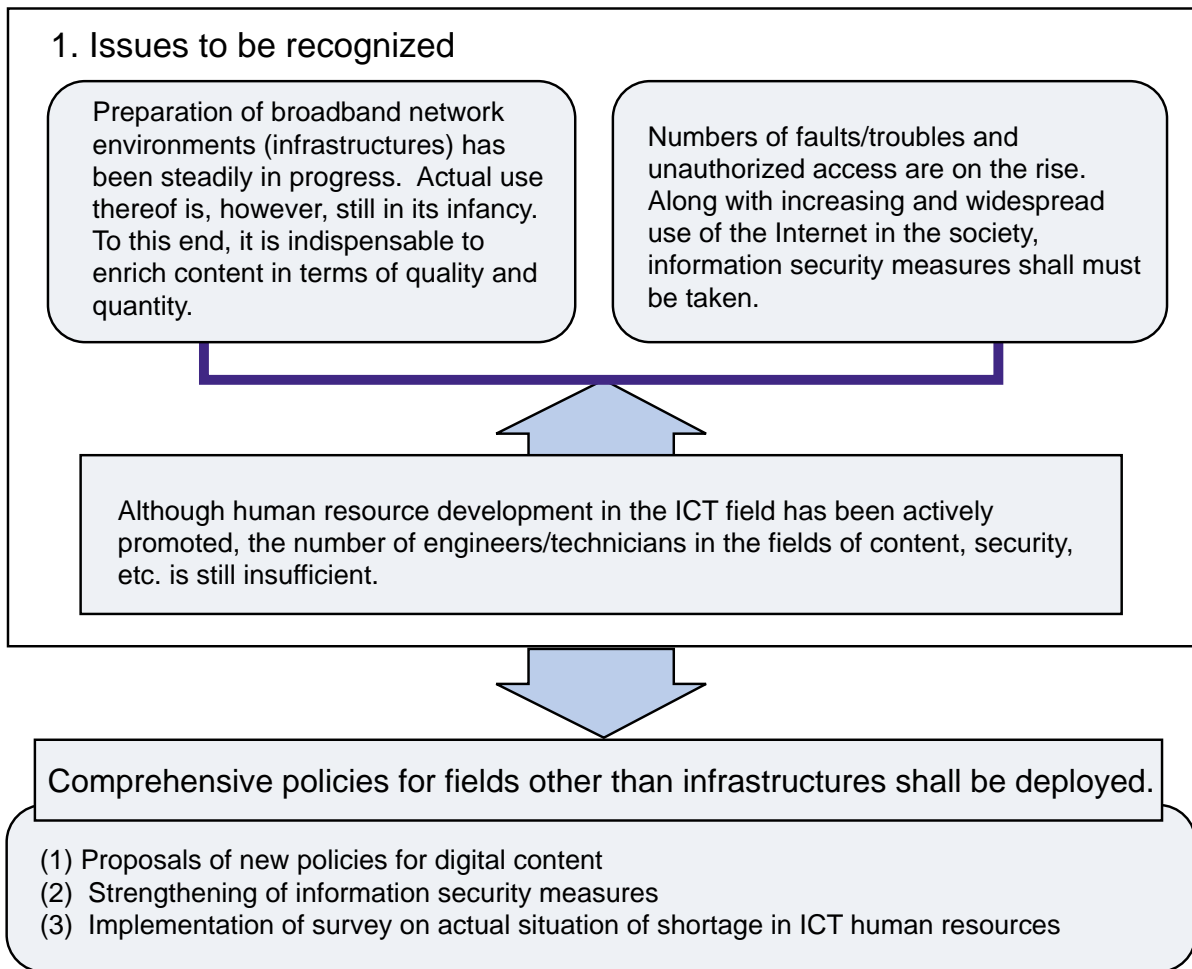 1. Issues to be recognized
Preparation of broadband network
environments (infrastructures) has
been steadily in progress.  Actual use
thereof is, however, still in its infancy.
To this end, it is indispensable to
enrich content in terms of quality and
quantity.
Numbers of faults/troubles and
unauthorized access are on the rise.
Along with increasing and widespread
use of the Internet in the society,
information security measures shall must
be taken.
Although human resource development in the ICT field has been actively
promoted, the number of engineers/technicians in the fields of content, security,
etc. is still insufficient.
Comprehensive policies for fields other than infrastructures shall be deployed.
(1) Proposals of new policies for digital content
(2)  Strengthening of information security measures
(3)  Implementation of survey on actual situation of shortage in ICT human resources